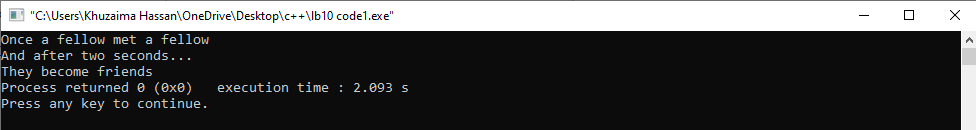 "C:\Users\Khuzaima Hassan\OneDrive\Desktop\c++\lb10 code1.exe"
Once a fellow met a fellow
And after two seconds...
They become friends
Process returned 0 (0x0)   execution time : 2.093 s
Press any key to continue.